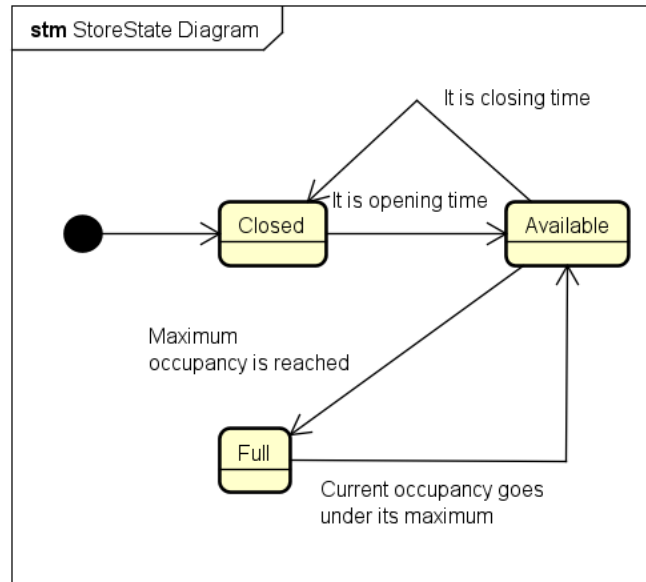 stm StoreState Diagram
It is closing time
It is opening time
Closed
Available
Maximum
occupancy is reached
Full
Current occupancy goes
under its maximum